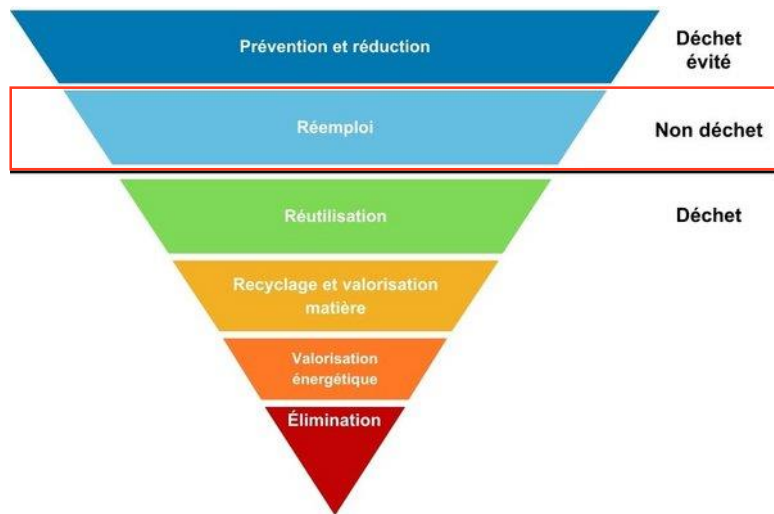 Prévention et réduction
Déchet
évité
Réemploi
Non déchet
Réutilisation
Déchet
Recyclage et valorisation
matière
Valorisation
énergétique
Élimination